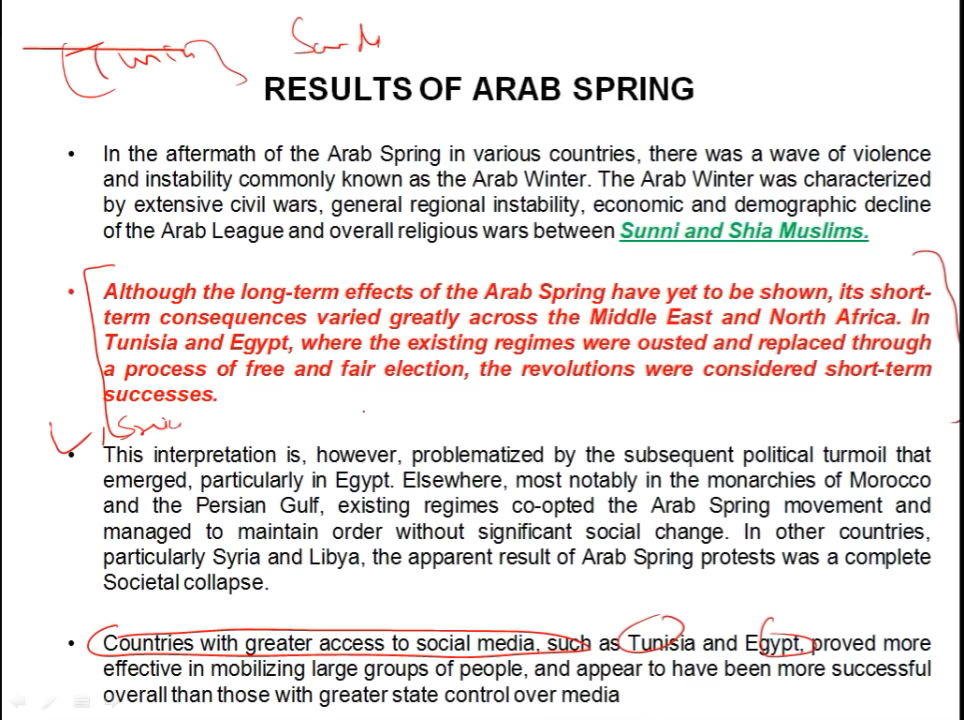 RESULTS OF ARAB SPRING
• In the aftermath of the Arab Spring in various countries, there was a wave of violence
and instability commonly known as the Arab Winter. The Arab Winter was characterized
by extensive civil wars, general regional instability, economic and demographic decline
of the Arab League and overall religious wars between Sunni and Shia Muslims.
• Although the long-term effects of the Arab Spring have yet to be shown, its short-
term consequences varied greatly across the Middle East and North Africa. In
Tunisia and Egypt, where the existing regimes were ousted and replaced through
a process of free and fair election, the revolutions were considered short-term
successes.
• This interpretation is, however, problematized by the subsequent political turmoil that
emerged, particularly in Egypt. Elsewhere, most notably in the monarchies of Morocco
and the Persian Gulf, existing regimes co-opted the Arab Spring movement and
managed to maintain order without significant social change. In other countries,
particularly Syria and Libya, the apparent result of Arab Spring protests was a complete
Societal collapse.
• Countries with greater access to social media, such as Tunisia and Egypt, proved more
effective in mobilizing large groups of people, and appear to have been more successful
overall than those with greater state control over media